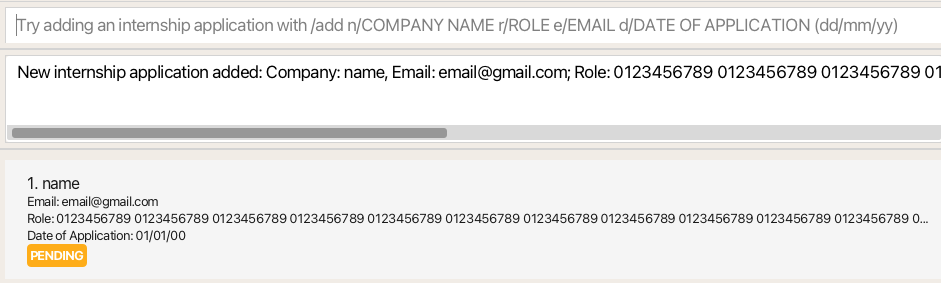 Try adding an internship application with /add n/COMPANY NAME r/ROLE e/EMAIL d/DATE OF APPLICATION (dd/mm/yy)
New internship application added: Company: name, Email: email@gmail.com; Role: 0123456789 0123456789 0123456789 01
1. name
Email: email@gmail.com
Role: 0123456789 0123456789 0123456789 0123456789 0123456789 0123456789 0123456789 0123456789 0123456789 0123456789 0123456789 0...
Date of Application: 01/01/00
PENDING